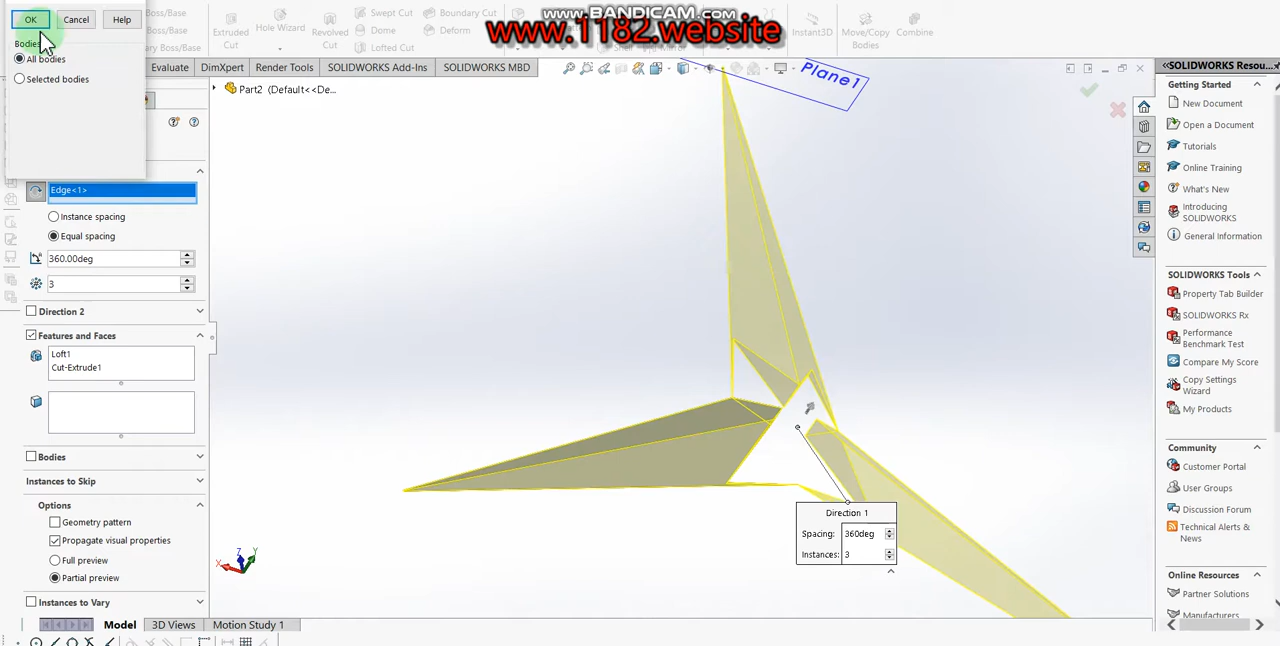 OK Cancel Help
Bodies
All bodies
Selected bodies
Boss/Base
Boss/Base
Boss/Base
Extruded Cut
Hole Wizard
Revolved Cut
Swept Cut
Dome
Lofted Cut
Boundary Cut
Deform
www.BANDICAM.com
www.1182.website
Instant3D
Move/Copy Bodies
Combine
Evaluate DimXpert Render Tools SOLIDWORKS Add-Ins SOLIDWORKS MBD
Part2 (Default<<De...
Plane1
Edge<1>
Instance spacing
Equal spacing
360.00deg
3
Direction 2
Features and Faces
Loft1
Cut-Extrude1
Bodies
Instances to Skip
Options
Geometry pattern
Propagate visual properties
Full preview
Partial preview
Instances to Vary
Direction 1
Spacing: 360deg
Instances: 3
X Y Z
Model 3D Views Motion Study 1
SOLIDWORKS Resou...
Getting Started
New Document
Open a Document
Tutorials
Online Training
What's New
Introducing SOLIDWORKS
General Information
SOLIDWORKS Tools
Property Tab Builder
SOLIDWORKS Rx
Performance Benchmark Test
Compare My Score
Copy Settings Wizard
My Products
Community
Customer Portal
User Groups
Discussion Forum
Technical Alerts & News
Online Resources
Partner Solutions
Manufacturers